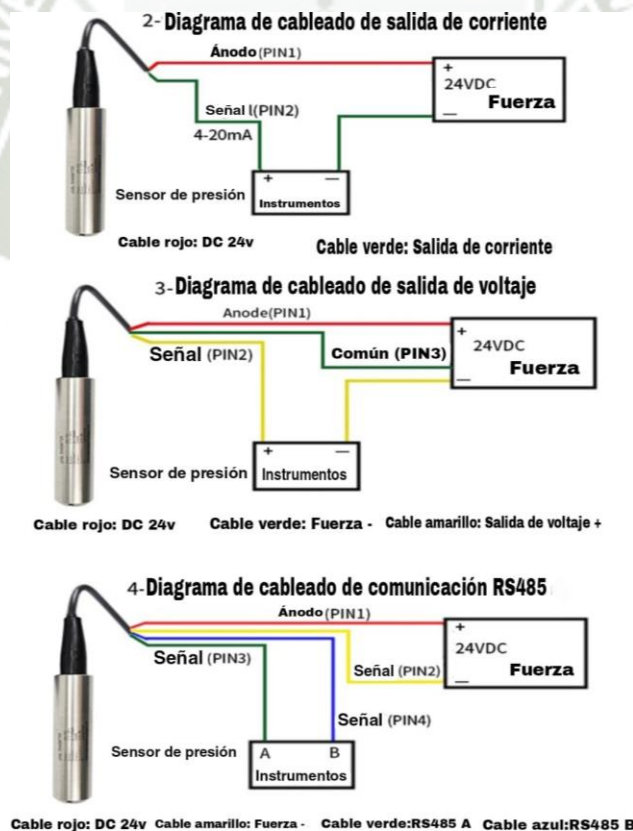 2- Diagrama de cableado de salida de corriente
Ánodo (PIN1)
+
24VDC
Fuerza
—
Señal l(PIN2)
4-20mA
+ —
Sensor de presión
Instrumentos
Cable rojo: DC 24v Cable verde: Salida de corriente
3-Diagrama de cableado de salida de voltaje
Anode(PIN1)
+
24VDC
Fuerza
—
Señal (PIN2) Común (PIN3)
+ —
Sensor de presión Instrumentos
Cable rojo: DC 24v Cable verde: Fuerza - Cable amarillo: Salida de voltaje +
4-Diagrama de cableado de comunicación RS485
Ánodo (PIN1)
+
24VDC
Fuerza
—
Señal (PIN3) Señal (PIN2)
Señal (PIN4)
Sensor de presión A B
Instrumentos
Cable rojo: DC 24v Cable amarillo: Fuerza - Cable verde:RS485 A Cable azul:RS485 B